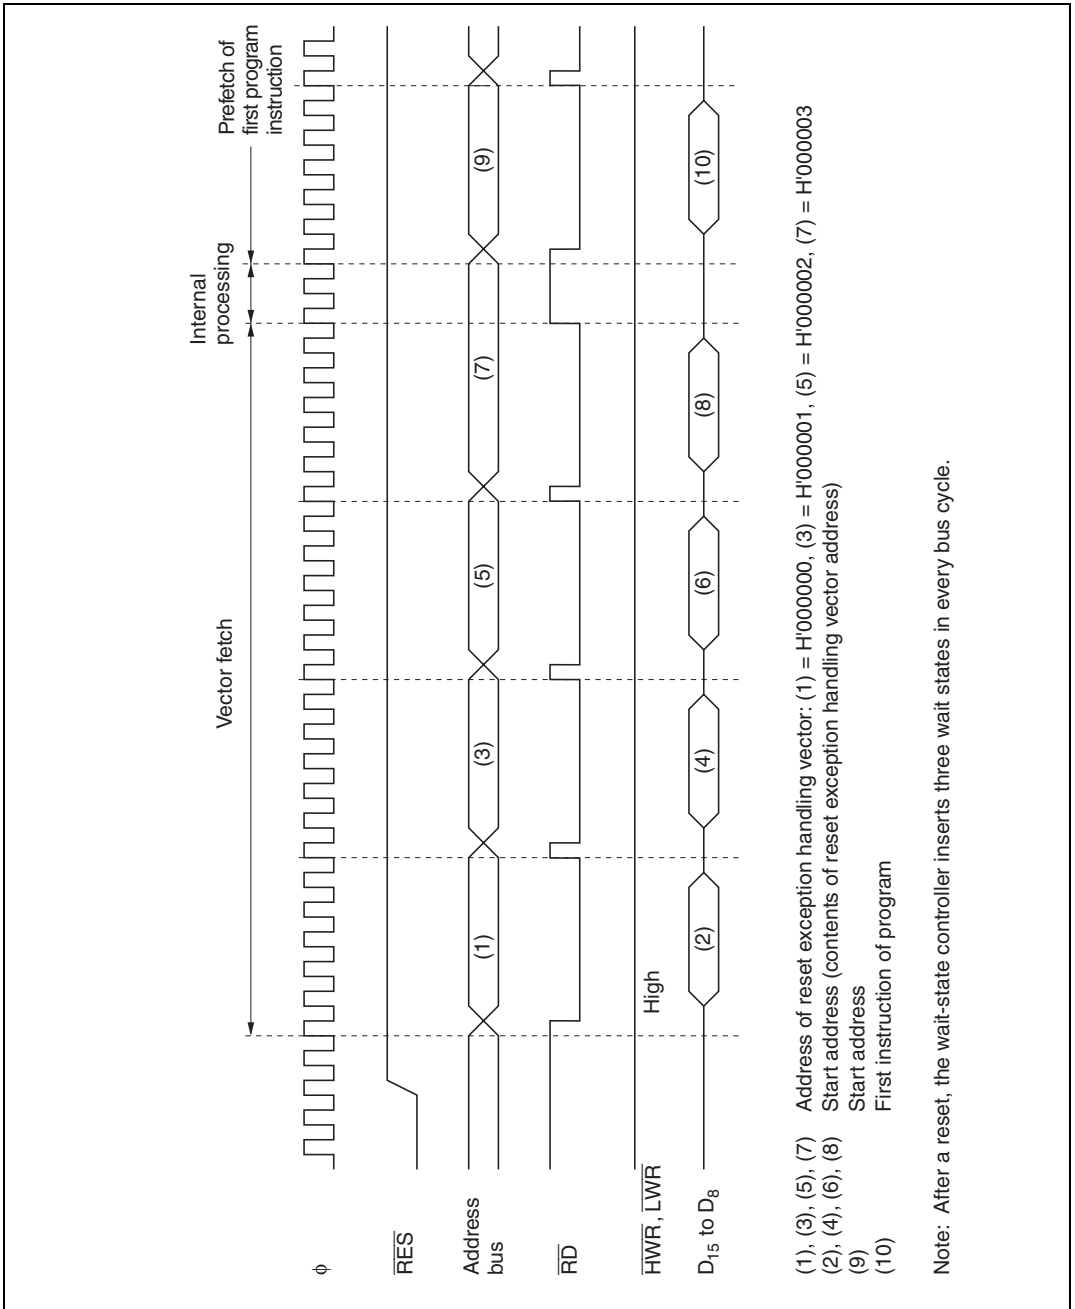 Vector fetch
Internal
processing
Prefetch of
first program
instruction
φ
RES
Address
bus
(1)
(3)
(5)
(7)
(9)
RD
HWR, LWR
High
D15 to D8
(2)
(4)
(6)
(8)
(10)
(1), (3), (5), (7) Address of reset exception handling vector: (1) = H'000000, (3) = H'000001, (5) = H'000002, (7) = H'000003
(2), (4), (6), (8) Start address (contents of reset exception handling vector address)
(9) Start address
(10) First instruction of program
Note: After a reset, the wait-state controller inserts three wait states in every bus cycle.